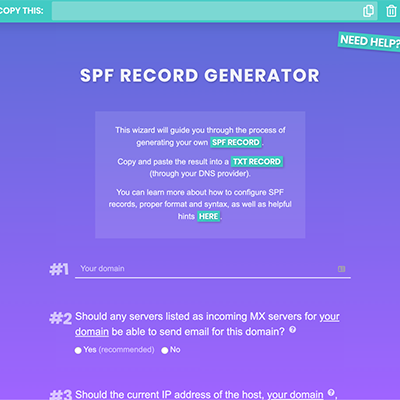 COPY THIS:
NEED HELP?
SPF RECORD GENERATOR
This wizard will guide you through the process of
generating your own SPF RECORD.
Copy and paste the result into a TXT RECORD
(through your DNS provider).
You can learn more about how to configure SPF
records, proper format and syntax, as well as helpful
hints HERE.
#1 Your domain
#2 Should any servers listed as incoming MX servers for your
domain be able to send email for this domain? ?
Yes (recommended) No
#3 Should the current IP address of the host, your domain ?,